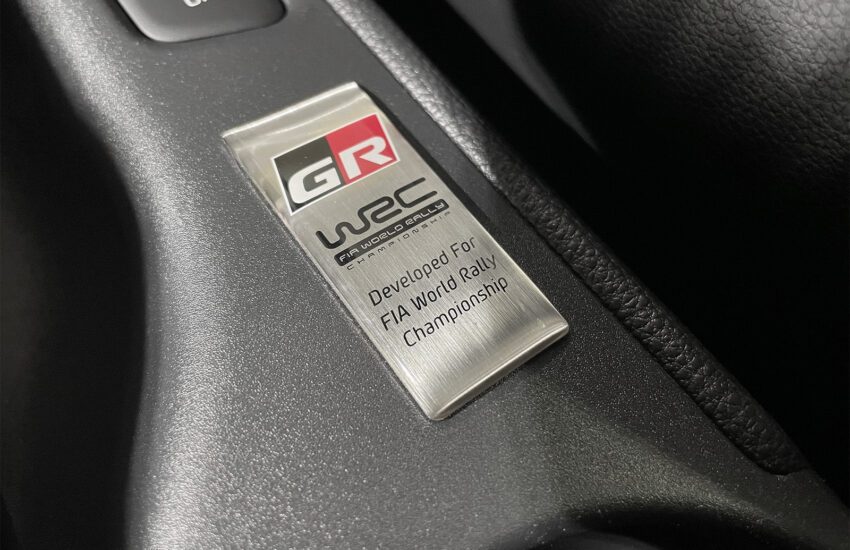 GR
WRC
FIA WORLD RALLY
CHAMPIONSHIP
Developed For
FIA World Rally
Championship